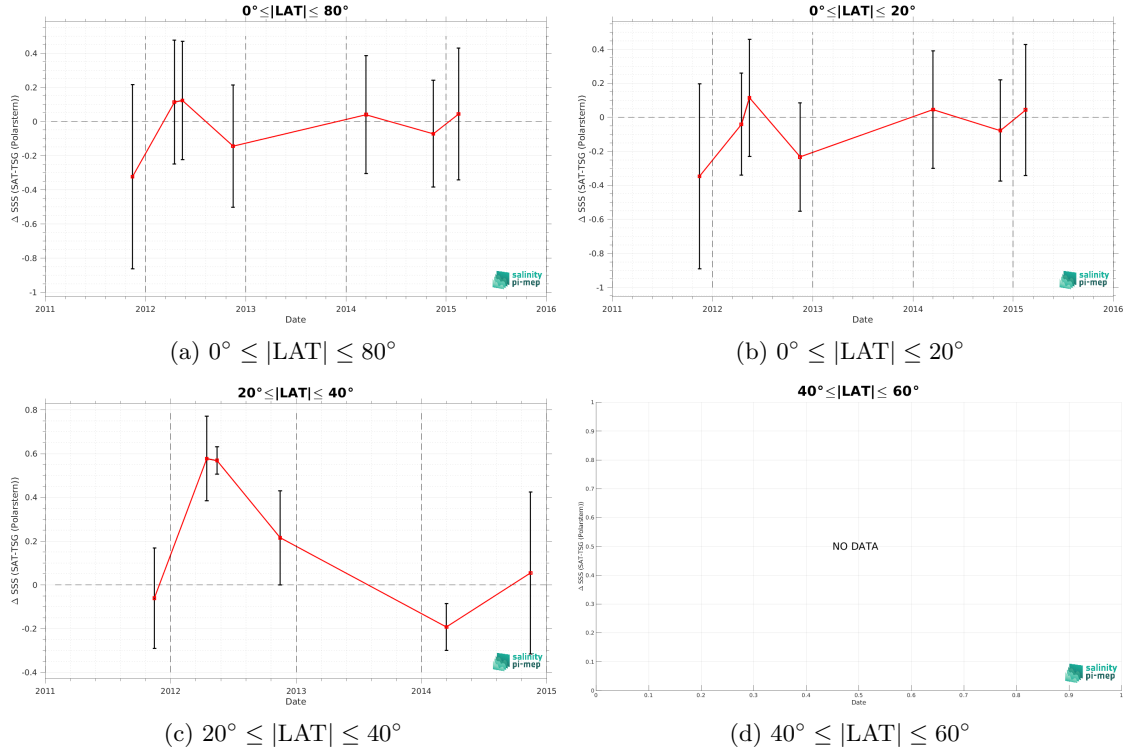 0°≤|LAT|≤ 80°
Δ SSS (SAT-TSG (Polarstern))
0.4
0.2
0
-0.2
-0.4
-0.6
-0.8
-1
2011 2012 2013 2014 2015 2016
Date
salinity
pi-mep
(a) 0° ≤ |LAT| ≤ 80°
0°≤|LAT|≤ 20°
Δ SSS (SAT-TSG (Polarstern))
0.4
0.2
0
-0.2
-0.4
-0.6
-0.8
-1
2011 2012 2013 2014 2015 2016
Date
salinity
pi-mep
(b) 0° ≤ |LAT| ≤ 20°
20°≤|LAT|≤ 40°
Δ SSS (SAT-TSG (Polarstern))
0.8
0.6
0.4
0.2
0
-0.2
-0.4
2011 2012 2013 2014 2015
Date
salinity
pi-mep
(c) 20° ≤ |LAT| ≤ 40°
40°≤|LAT|≤ 60°
Δ SSS (SAT-TSG (Polarstern))
1
0.9
0.8
0.7
0.6
0.5
0.4
0.3
0.2
0.1
0
NO DATA
0 0.1 0.2 0.3 0.4 0.5 0.6 0.7 0.8 0.9 1
Date
salinity
pi-mep
(d) 40° ≤ |LAT| ≤ 60°